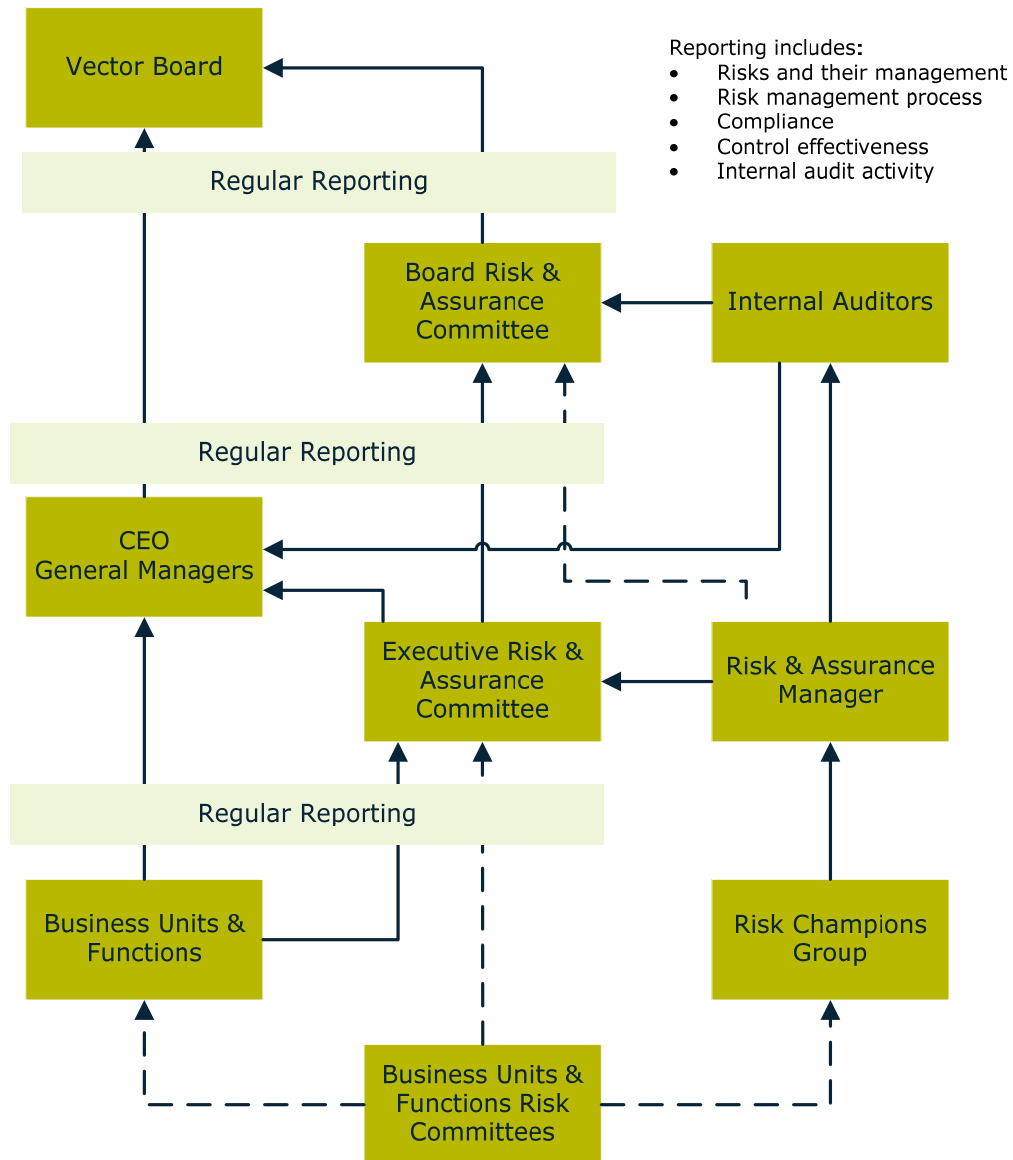 Vector Board
Reporting includes:
• Risks and their management
• Risk management process
• Compliance
• Control effectiveness
• Internal audit activity
Regular Reporting
Board Risk &
Assurance
Committee
Internal Auditors
Regular Reporting
CEO
General Managers
Executive Risk &
Assurance
Committee
Risk & Assurance
Manager
Regular Reporting
Business Units &
Functions
Risk Champions
Group
Business Units &
Functions Risk
Committees